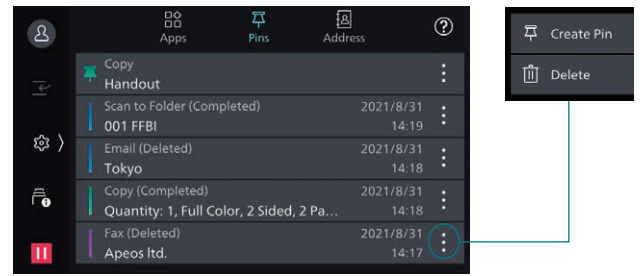 Apps
Pins
Address
?
Copy
Handout
Scan to Folder (Completed) 2021/8/31
001 FFBI 14:19
Email (Deleted) 2021/8/31
Tokyo 14:18
Copy (Completed) 2021/8/31
Quantity: 1, Full Color, 2 Sided, 2 Pa... 14:18
Fax (Deleted) 2021/8/31
Apeos ltd. 14:17
Create Pin
Delete